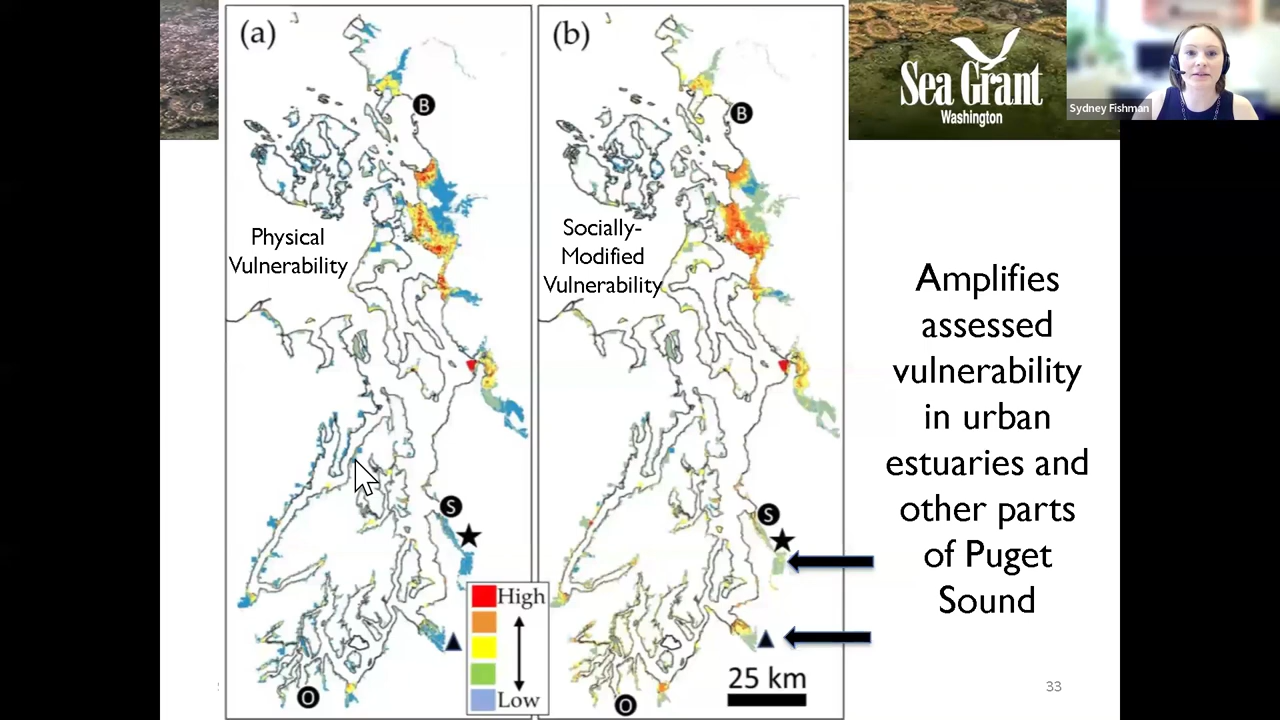 (a)
B
Physical
Vulnerability
S
High
Low
O
(b)
B
Socially-
Modified
Vulnerability
S
25 km
O
Sea Grant
Washington
Sydney Fishman
Amplifies
assessed
vulnerability
in urban
estuaries and
other parts
of Puget
Sound
33